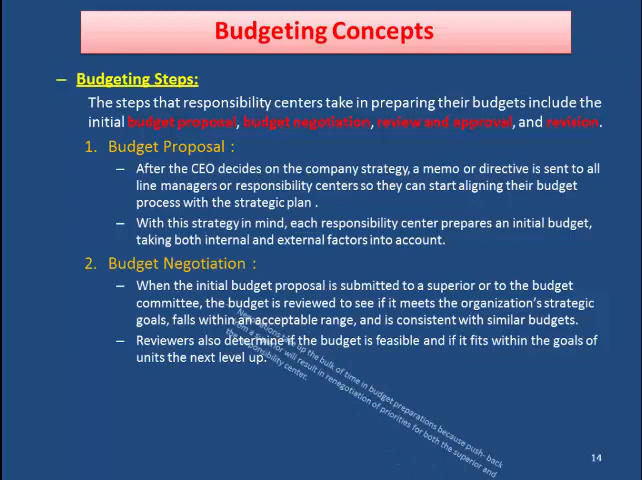 Budgeting Concepts
– Budgeting Steps:
The steps that responsibility centers take in preparing their budgets include the
initial budget proposal, budget negotiation, review and approval, and revision.
1. Budget Proposal :
– After the CEO decides on the company strategy, a memo or directive is sent to all
line managers or responsibility centers so they can start aligning their budget
process with the strategic plan .
– With this strategy in mind, each responsibility center prepares an initial budget,
taking both internal and external factors into account.
2. Budget Negotiation :
– When the initial budget proposal is submitted to a superior or to the budget
committee, the budget is reviewed to see if it meets the organization's strategic
goals, falls within an acceptable range, and is consistent with similar budgets.
– Reviewers also determine if the budget is feasible and if it fits within the goals of
units the next level up.
up the bulk of time in budget preparations because push- back
from a superior will result in renegotiation of priorities for both the superior and
the responsibility center.
14